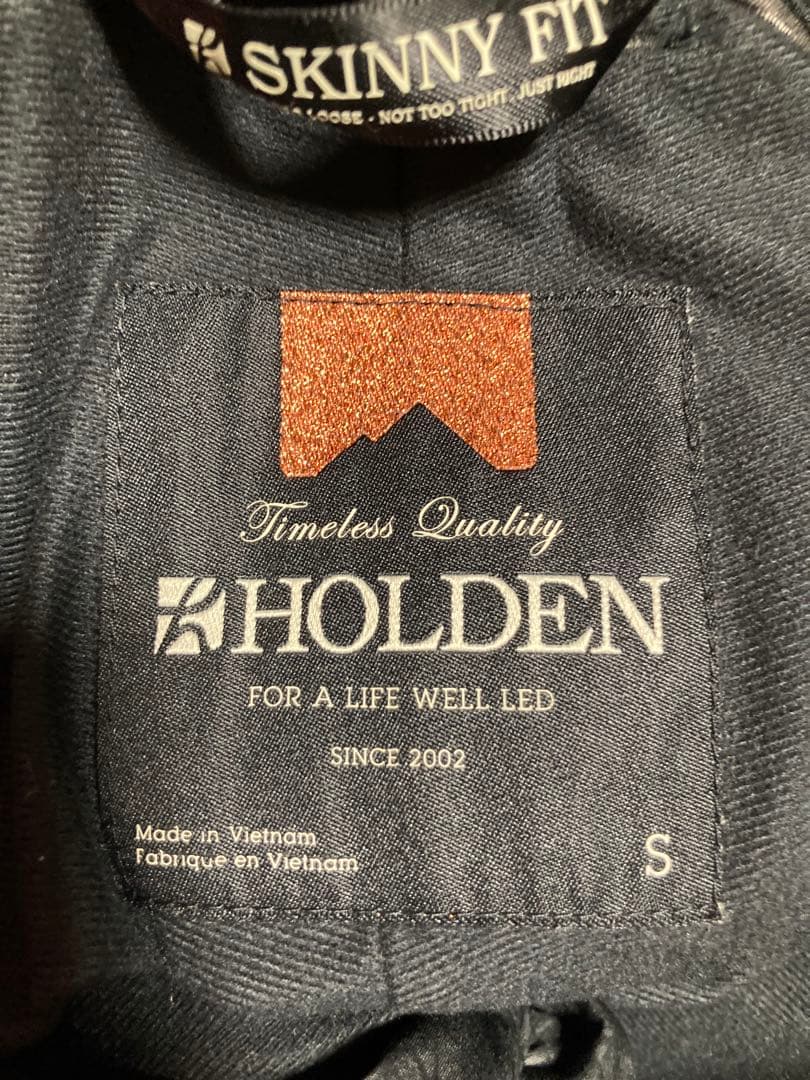 SKINNY FIT
LOOSE - NOT TOO TIGHT. JUST RIGHT
Timeless Quality
HOLDEN
FOR A LIFE WELL LED
SINCE 2002
Made in Vietnam
Fabrique en Vietnam
S